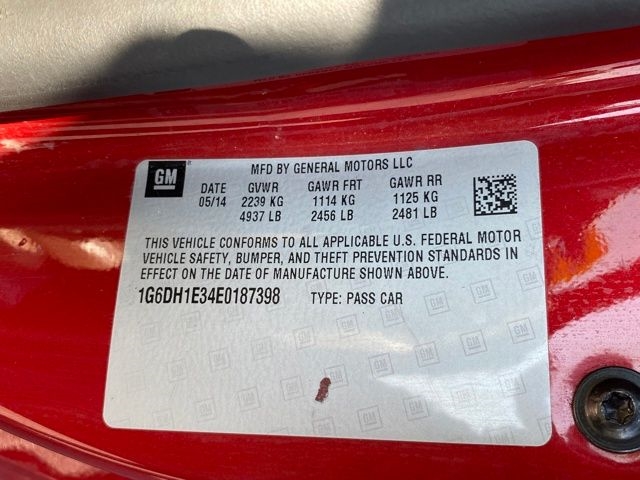 GM MFD BY GENERAL MOTORS LLC
DATE GVWR GAWR FRT GAWR RR
05/14 2239 KG 1114 KG 1125 KG
4937 LB 2456 LB 2481 LB
THIS VEHICLE CONFORMS TO ALL APPLICABLE U.S. FEDERAL MOTOR
VEHICLE SAFETY, BUMPER, AND THEFT PREVENTION STANDARDS IN
EFFECT ON THE DATE OF MANUFACTURE SHOWN ABOVE.
1G6DH1E34E0187398 TYPE: PASS CAR